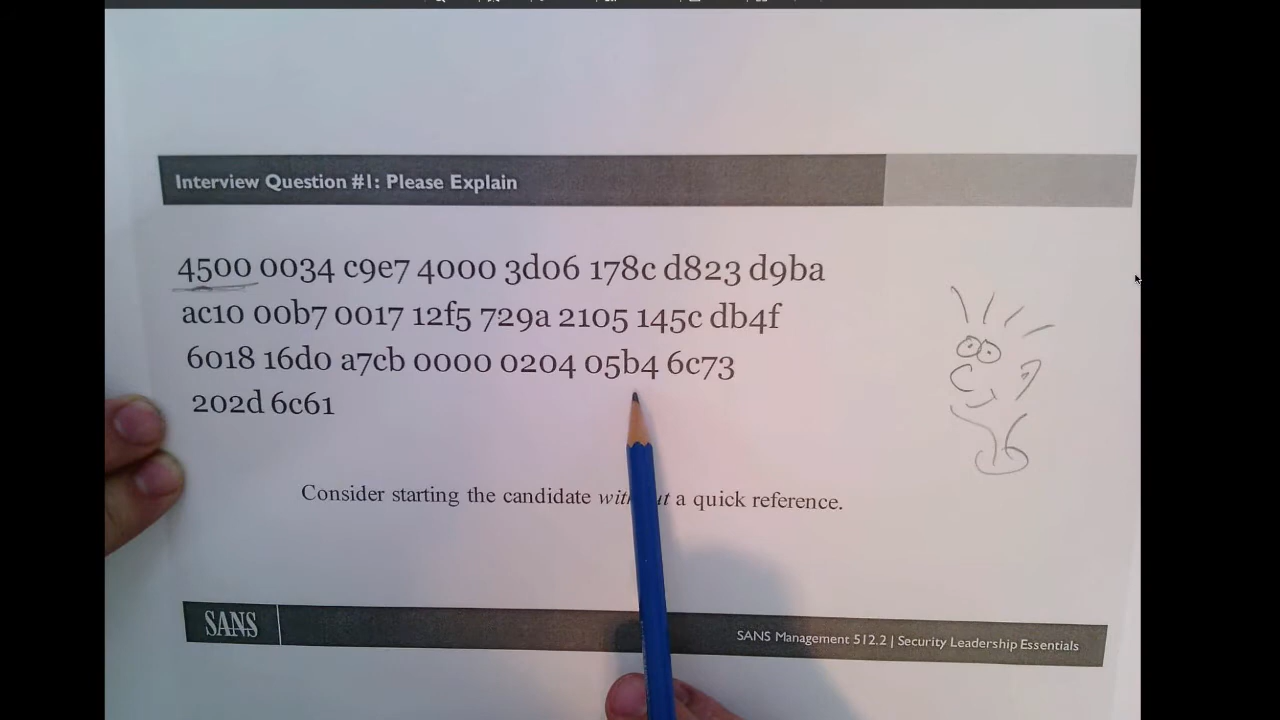 Interview Question #1: Please Explain
4500 0034 c9e7 4000 3d06 178c d823 d9ba
ac10 00b7 0017 12f5 729a 2105 145c db4f
6018 16d0 a7cb 0000 0204 05b4 6c73
202d 6c61
Consider starting the candidate a quick reference.
SANS
SANS Management 512.2 | Security Leadership Essentials